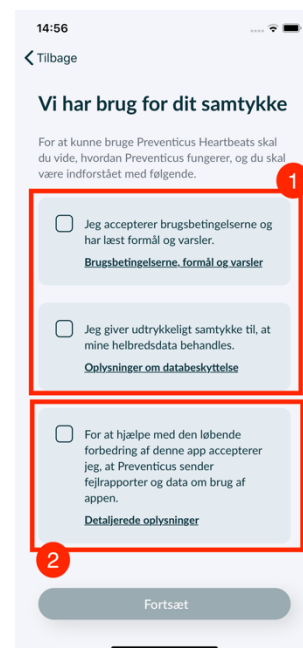 14:56
Tilbage
Vi har brug for dit samtykke
For at kunne bruge Preventicus Heartbeats skal
du vide, hvordan Preventicus fungerer, og du skal
være indforstået med følgende.
1
Jeg accepterer brugsbetingelserne og
har læst formål og varsler.
Brugsbetingelserne, formål og varsler
Jeg giver udtrykkeligt samtykke til, at
mine helbredsdata behandles.
Oplysninger om databeskyttelse
For at hjælpe med den løbende
forbedring af denne app accepterer
jeg, at Preventicus sender
fejlrapporter og data om brug af
appen.
Detaljerede oplysninger
2
Fortsæt